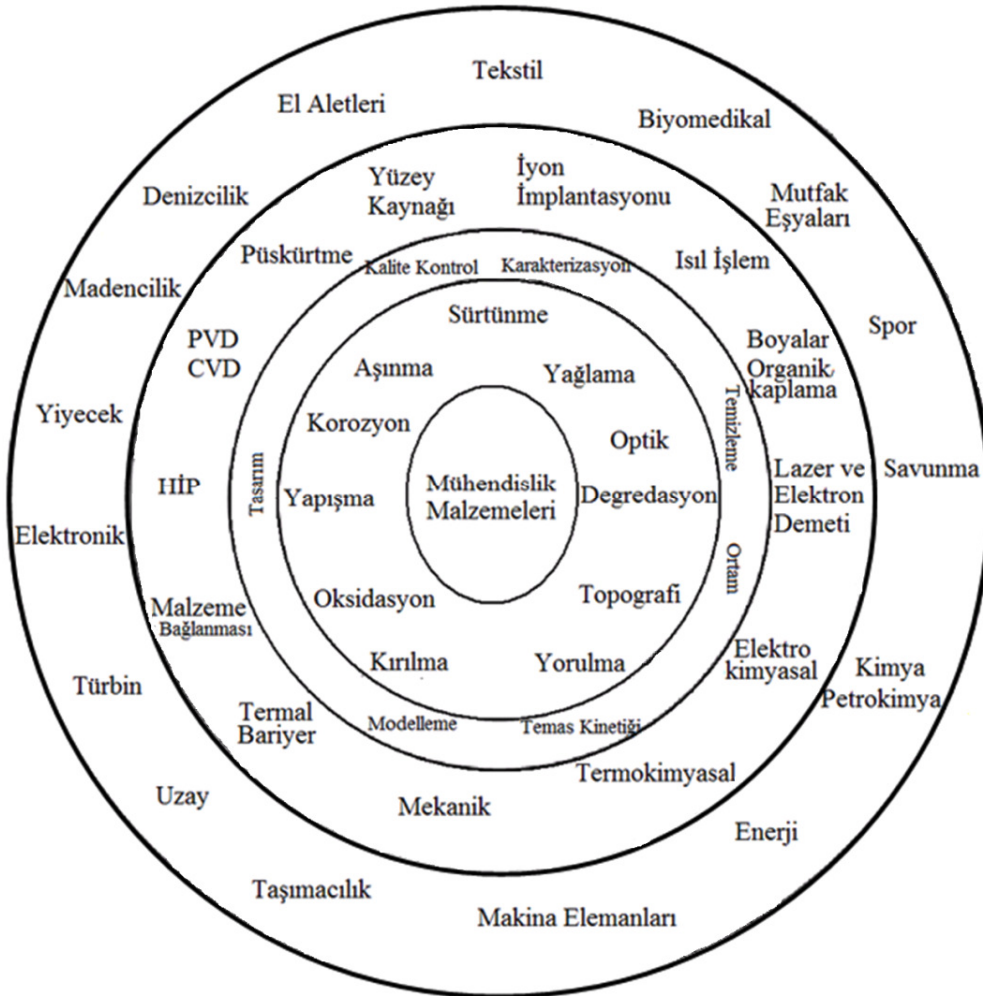 Tekstil
El Aletleri
Biyomedikal
Denizcilik
Mutfak
Eşyaları
Madencilik
Spor
Yiyecek
Savunma
Elektronik
Türbin
Kimya
Petrokimya
Uzay
Enerji
Taşımacılık
Makina Elemanları
Yüzey
Kaynağı
İyon
İmplantasyonu
Püskürtme
Isıl İşlem
PVD
CVD
Boyalar
Organik
kaplama
HİP
Lazer ve
Elektron
Demeti
Malzeme
Bağlanması
Elektro
kimyasal
Termal
Bariyer
Termokimyasal
Mekanik
Kalite Kontrol
Karakterizasyon
Temizleme
Tasarım
Ortam
Modelleme
Temas Kinetiği
Sürtünme
Aşınma
Yağlama
Korozyon
Optik
Yapışma
Degredasyon
Oksidasyon
Topografi
Kırılma
Yorulma
Mühendislik
Malzemeleri